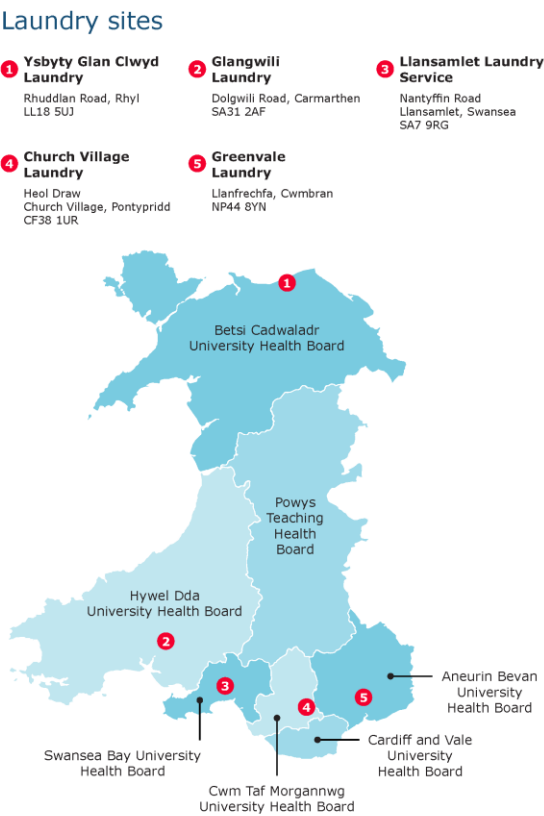 Laundry sites
1 Ysbyty Glan Clwyd
Laundry
Rhuddlan Road, Rhyl
LL18 5UJ
2 Glangwili
Laundry
Dolgwili Road, Carmarthen
SA31 2AF
3 Llansamlet Laundry
Service
Nantyffin Road
Llansamlet, Swansea
SA7 9RG
4 Church Village
Laundry
Heol Draw
Church Village, Pontypridd
CF38 1UR
5 Greenvale
Laundry
Llanfrechfa, Cwmbran
NP44 8YN
1
Betsi Cadwaladr
University Health Board
Powys
Teaching
Health
Board
Hywel Dda
University Health Board
2
3
4
5
Aneurin Bevan
University
Health Board
Swansea Bay University
Health Board
Cardiff and Vale
University
Health Board
Cwm Taf Morgannwg
University Health Board